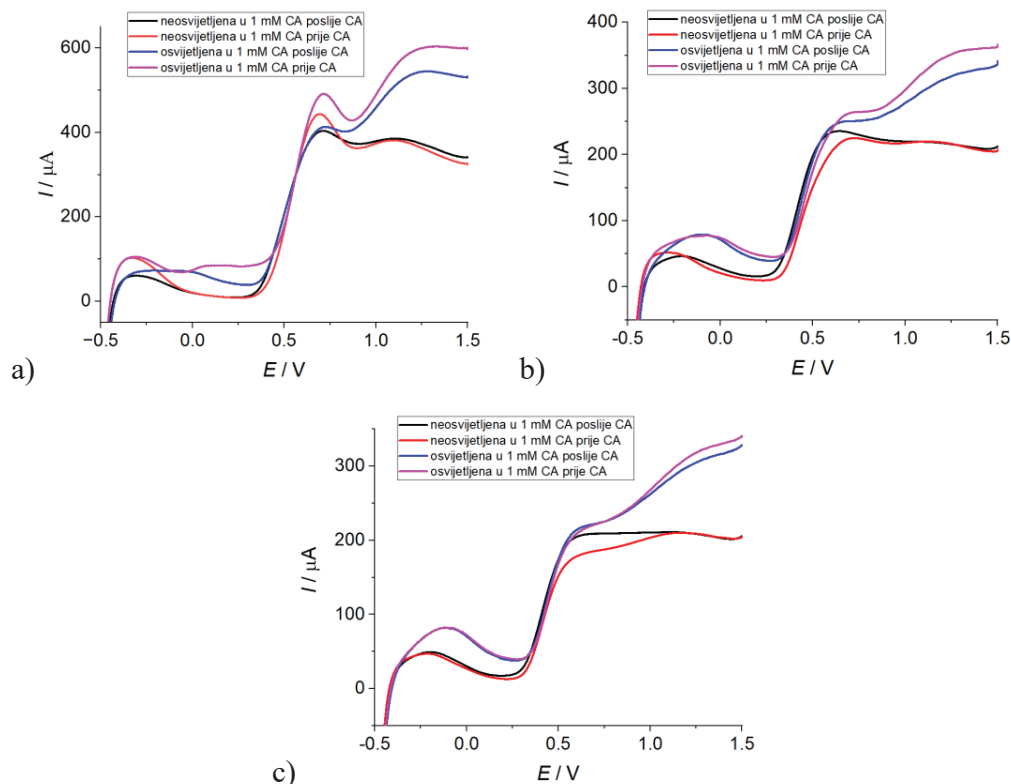 neosvijetljena u 1 mM CA poslije CA
neosvijetljena u 1 mM CA prije CA
osvijetljena u 1 mM CA poslije CA
osvijetljena u 1 mM CA prije CA
600
400
200
0
I / µA
−0.5 0.0 0.5 1.0 1.5
E / V
a)
neosvijetljena u 1 mM CA poslije CA
neosvijetljena u 1 mM CA prije CA
osvijetljena u 1 mM CA poslije CA
osvijetljena u 1 mM CA prije CA
400
300
200
100
0
I / µA
-0.5 0.0 0.5 1.0 1.5
E / V
b)
neosvijetljena u 1 mM CA poslije CA
neosvijetljena u 1 mM CA prije CA
osvijetljena u 1 mM CA poslije CA
osvijetljena u 1 mM CA prije CA
300
200
100
0
I / µA
-0.5 0.0 0.5 1.0 1.5
E / V
c)